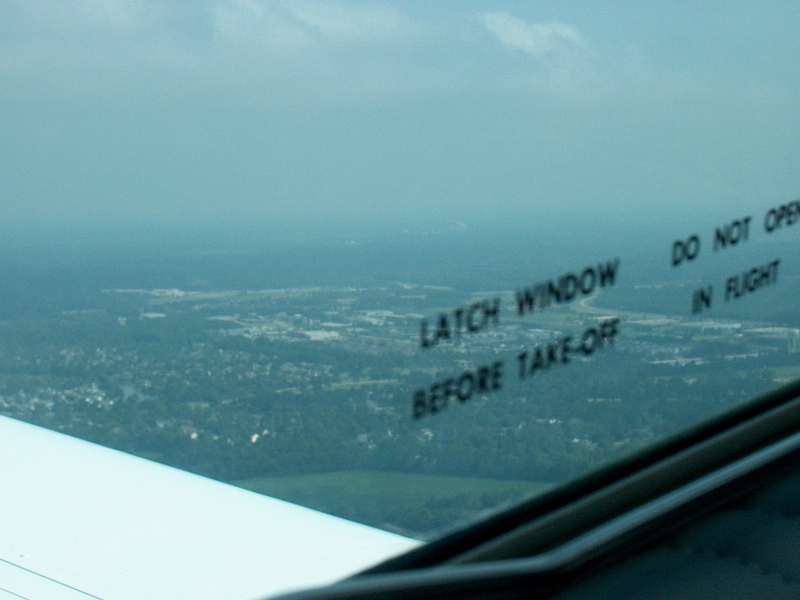 LATCH WINDOW
BEFORE TAKE-OFF
DO NOT OPEN
IN FLIGHT